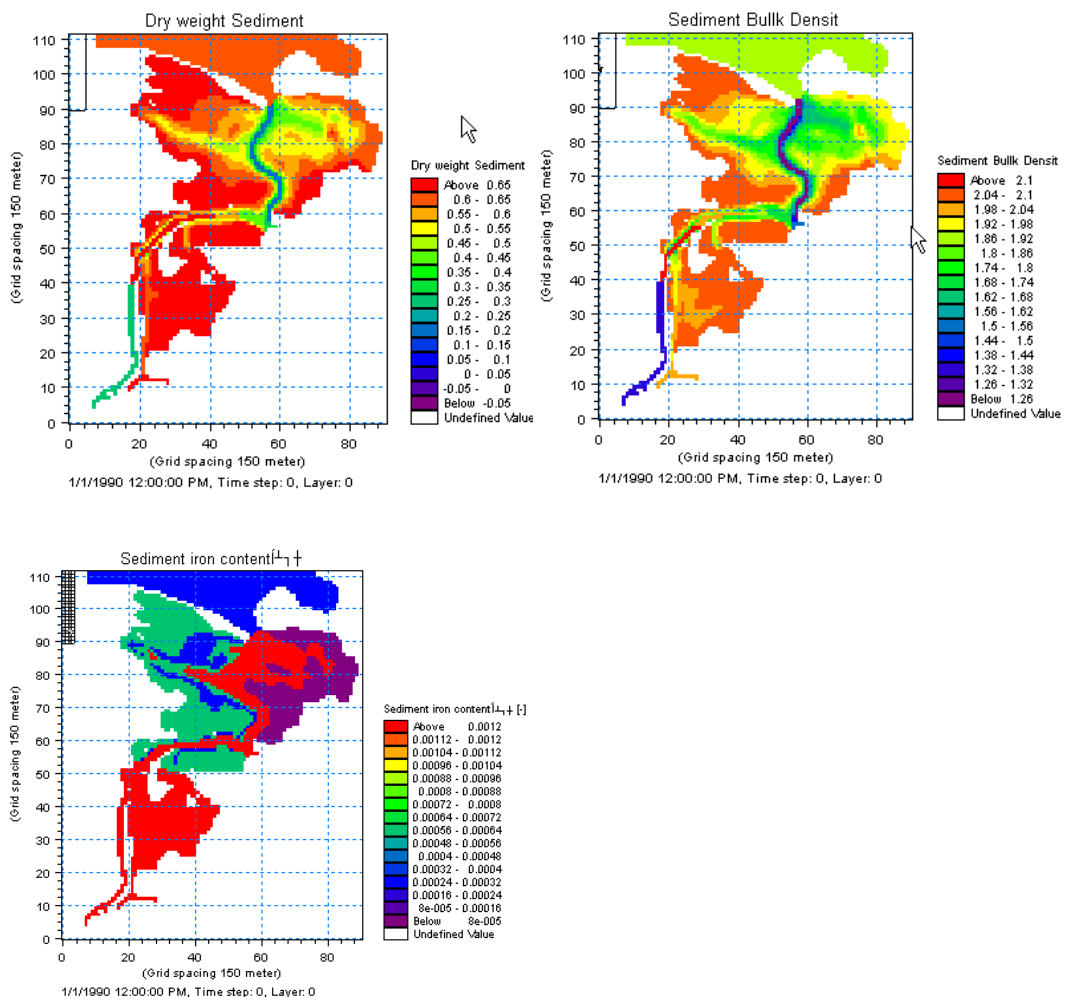 Dry weight Sediment
110
100
90
80
70
60
50
40
30
20
10
0
(Grid spacing 150 meter)
0 20 40 60 80
(Grid spacing 150 meter)
1/1/1990 12:00:00 PM, Time step: 0, Layer: 0
Dry weight Sediment
Above 0.65
0.6 - 0.65
0.55 - 0.6
0.5 - 0.55
0.45 - 0.5
0.4 - 0.45
0.35 - 0.4
0.3 - 0.35
0.25 - 0.3
0.2 - 0.25
0.15 - 0.2
0.1 - 0.15
0.05 - 0.1
0 - 0.05
-0.05 - 0
Below -0.05
Undefined Value
Sediment Bullk Densit
110
100
90
80
70
60
50
40
30
20
10
0
(Grid spacing 150 meter)
0 20 40 60 80
(Grid spacing 150 meter)
1/1/1990 12:00:00 PM, Time step: 0, Layer: 0
Sediment Bullk Densit
Above 2.1
2.04 - 2.1
1.98 - 2.04
1.92 - 1.98
1.86 - 1.92
1.8 - 1.86
1.74 - 1.8
1.68 - 1.74
1.62 - 1.68
1.56 - 1.62
1.5 - 1.56
1.44 - 1.5
1.38 - 1.44
1.32 - 1.38
1.26 - 1.32
Below 1.26
Undefined Value
Sediment iron contentÍ┴┐┼
110
100
90
80
70
60
50
40
30
20
10
0
(Grid spacing 150 meter)
0 20 40 60 80
(Grid spacing 150 meter)
1/1/1990 12:00:00 PM, Time step: 0, Layer: 0
Sediment iron contentÍ┴┐┼ [-]
Above 0.0012
0.00112 - 0.0012
0.00104 - 0.00112
0.00096 - 0.00104
0.00088 - 0.00096
0.0008 - 0.00088
0.00072 - 0.0008
0.00064 - 0.00072
0.00056 - 0.00064
0.00048 - 0.00056
0.0004 - 0.00048
0.00032 - 0.0004
0.00024 - 0.00032
0.00016 - 0.00024
8e-005 - 0.00016
Below 8e-005
Undefined Value